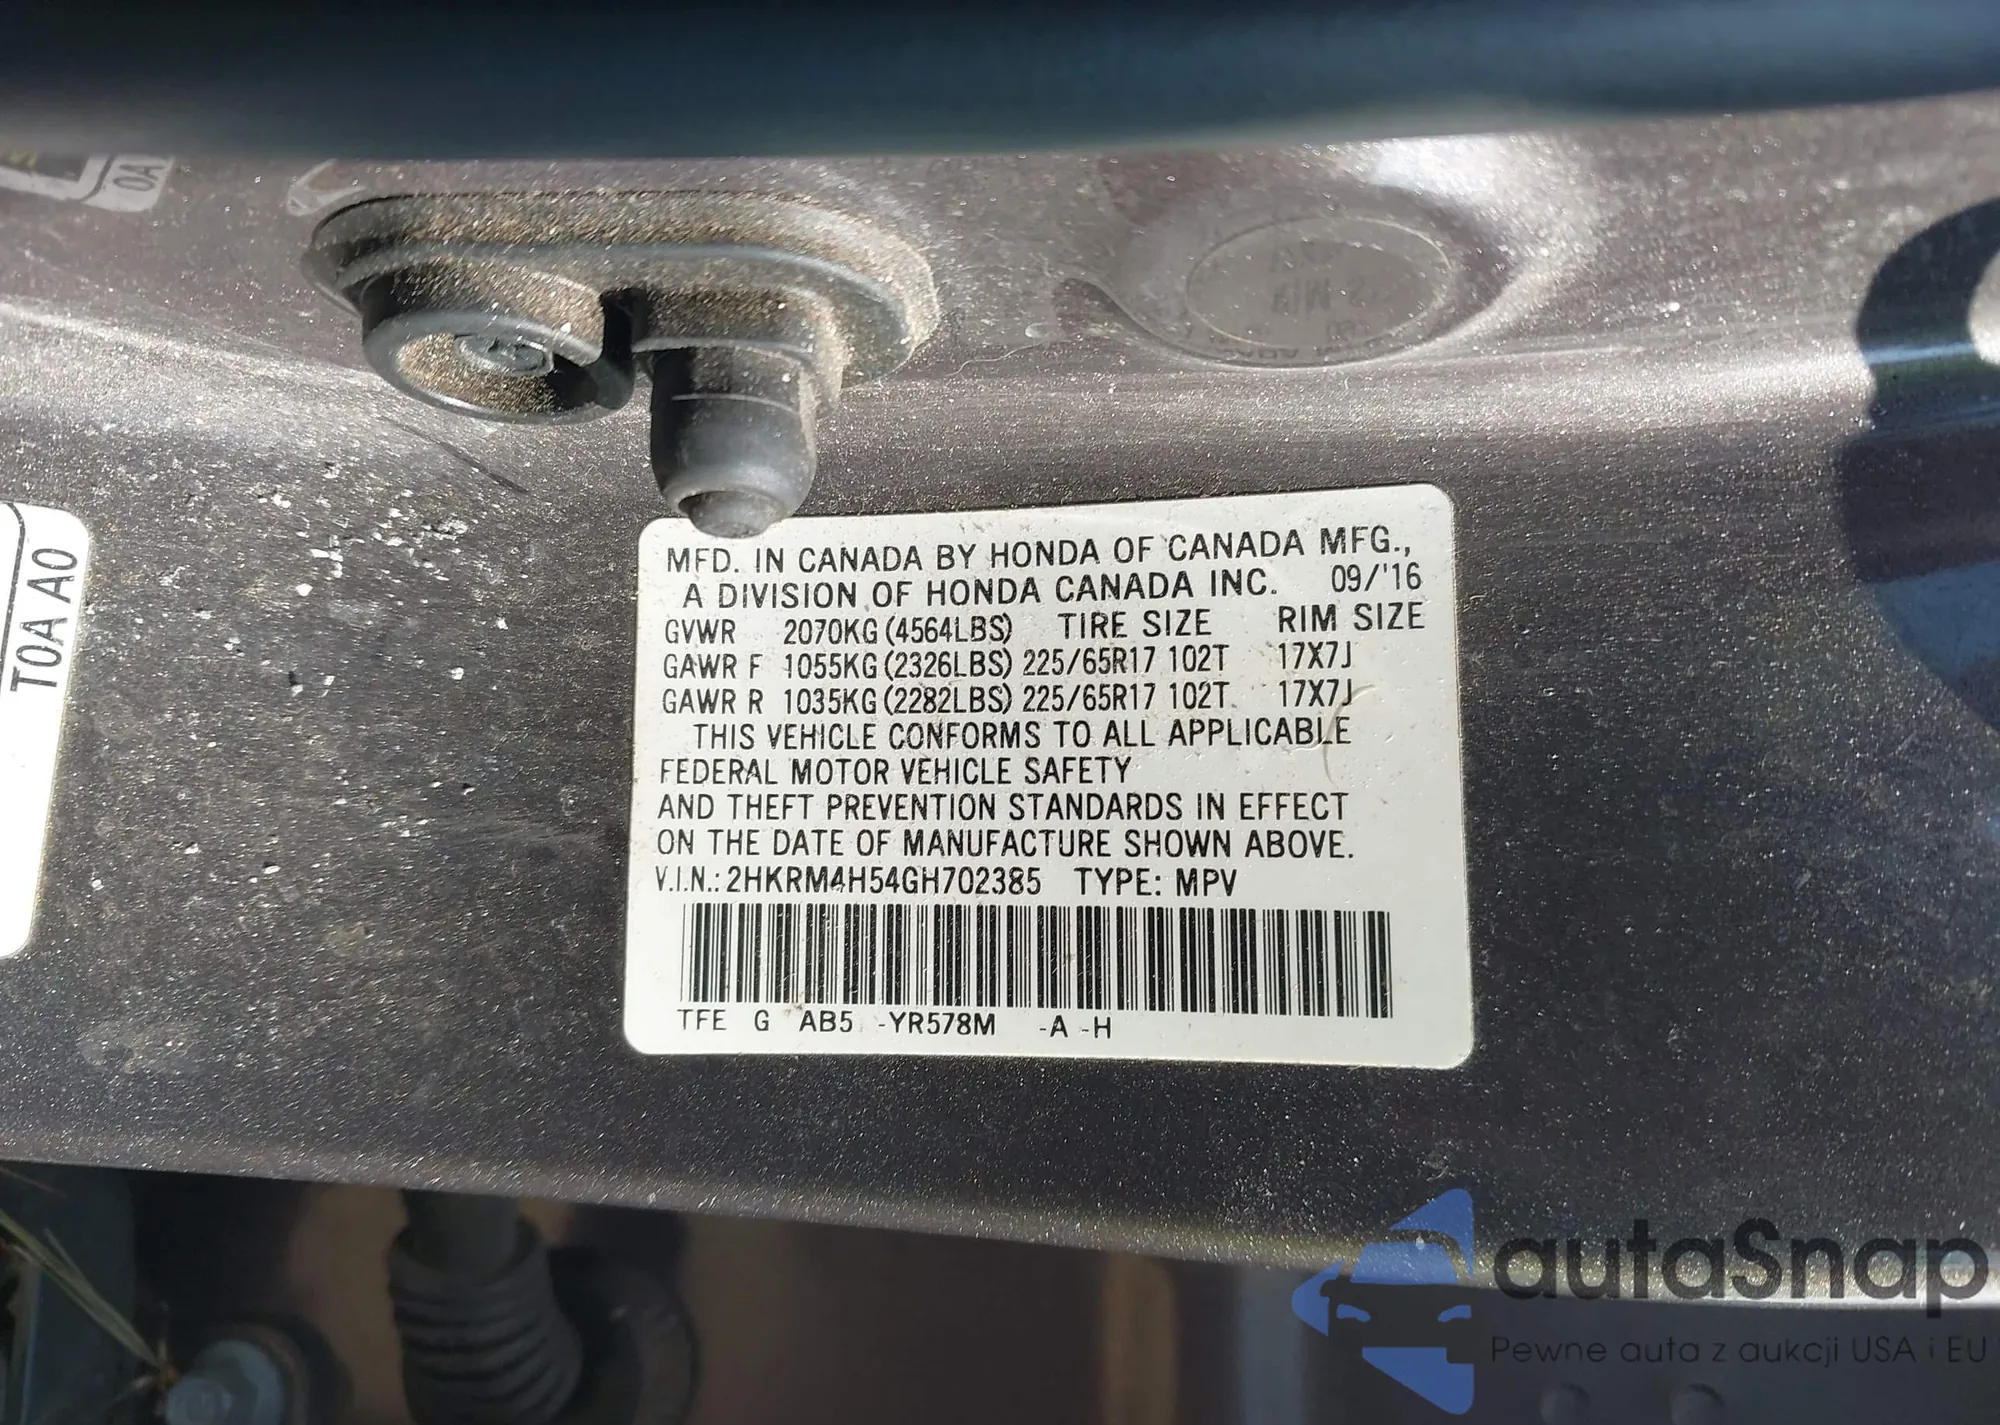 MFD. IN CANADA BY HONDA OF CANADA MFG.,
A DIVISION OF HONDA CANADA INC. 09/'16
GVWR 2070KG (4564LBS) TIRE SIZE RIM SIZE
GAWR F 1055KG (2326LBS) 225/65R17 102T 17X7J
GAWR R 1035KG (2282LBS) 225/65R17 102T 17X7J
THIS VEHICLE CONFORMS TO ALL APPLICABLE
FEDERAL MOTOR VEHICLE SAFETY
AND THEFT PREVENTION STANDARDS IN EFFECT
ON THE DATE OF MANUFACTURE SHOWN ABOVE.
V.I.N.: 2HKRM4H54GH702385 TYPE: MPV
TFE G AB5 -YR578M -A -H
T0A A0
autaSnap
Pewne auta z aukcji USA i EU